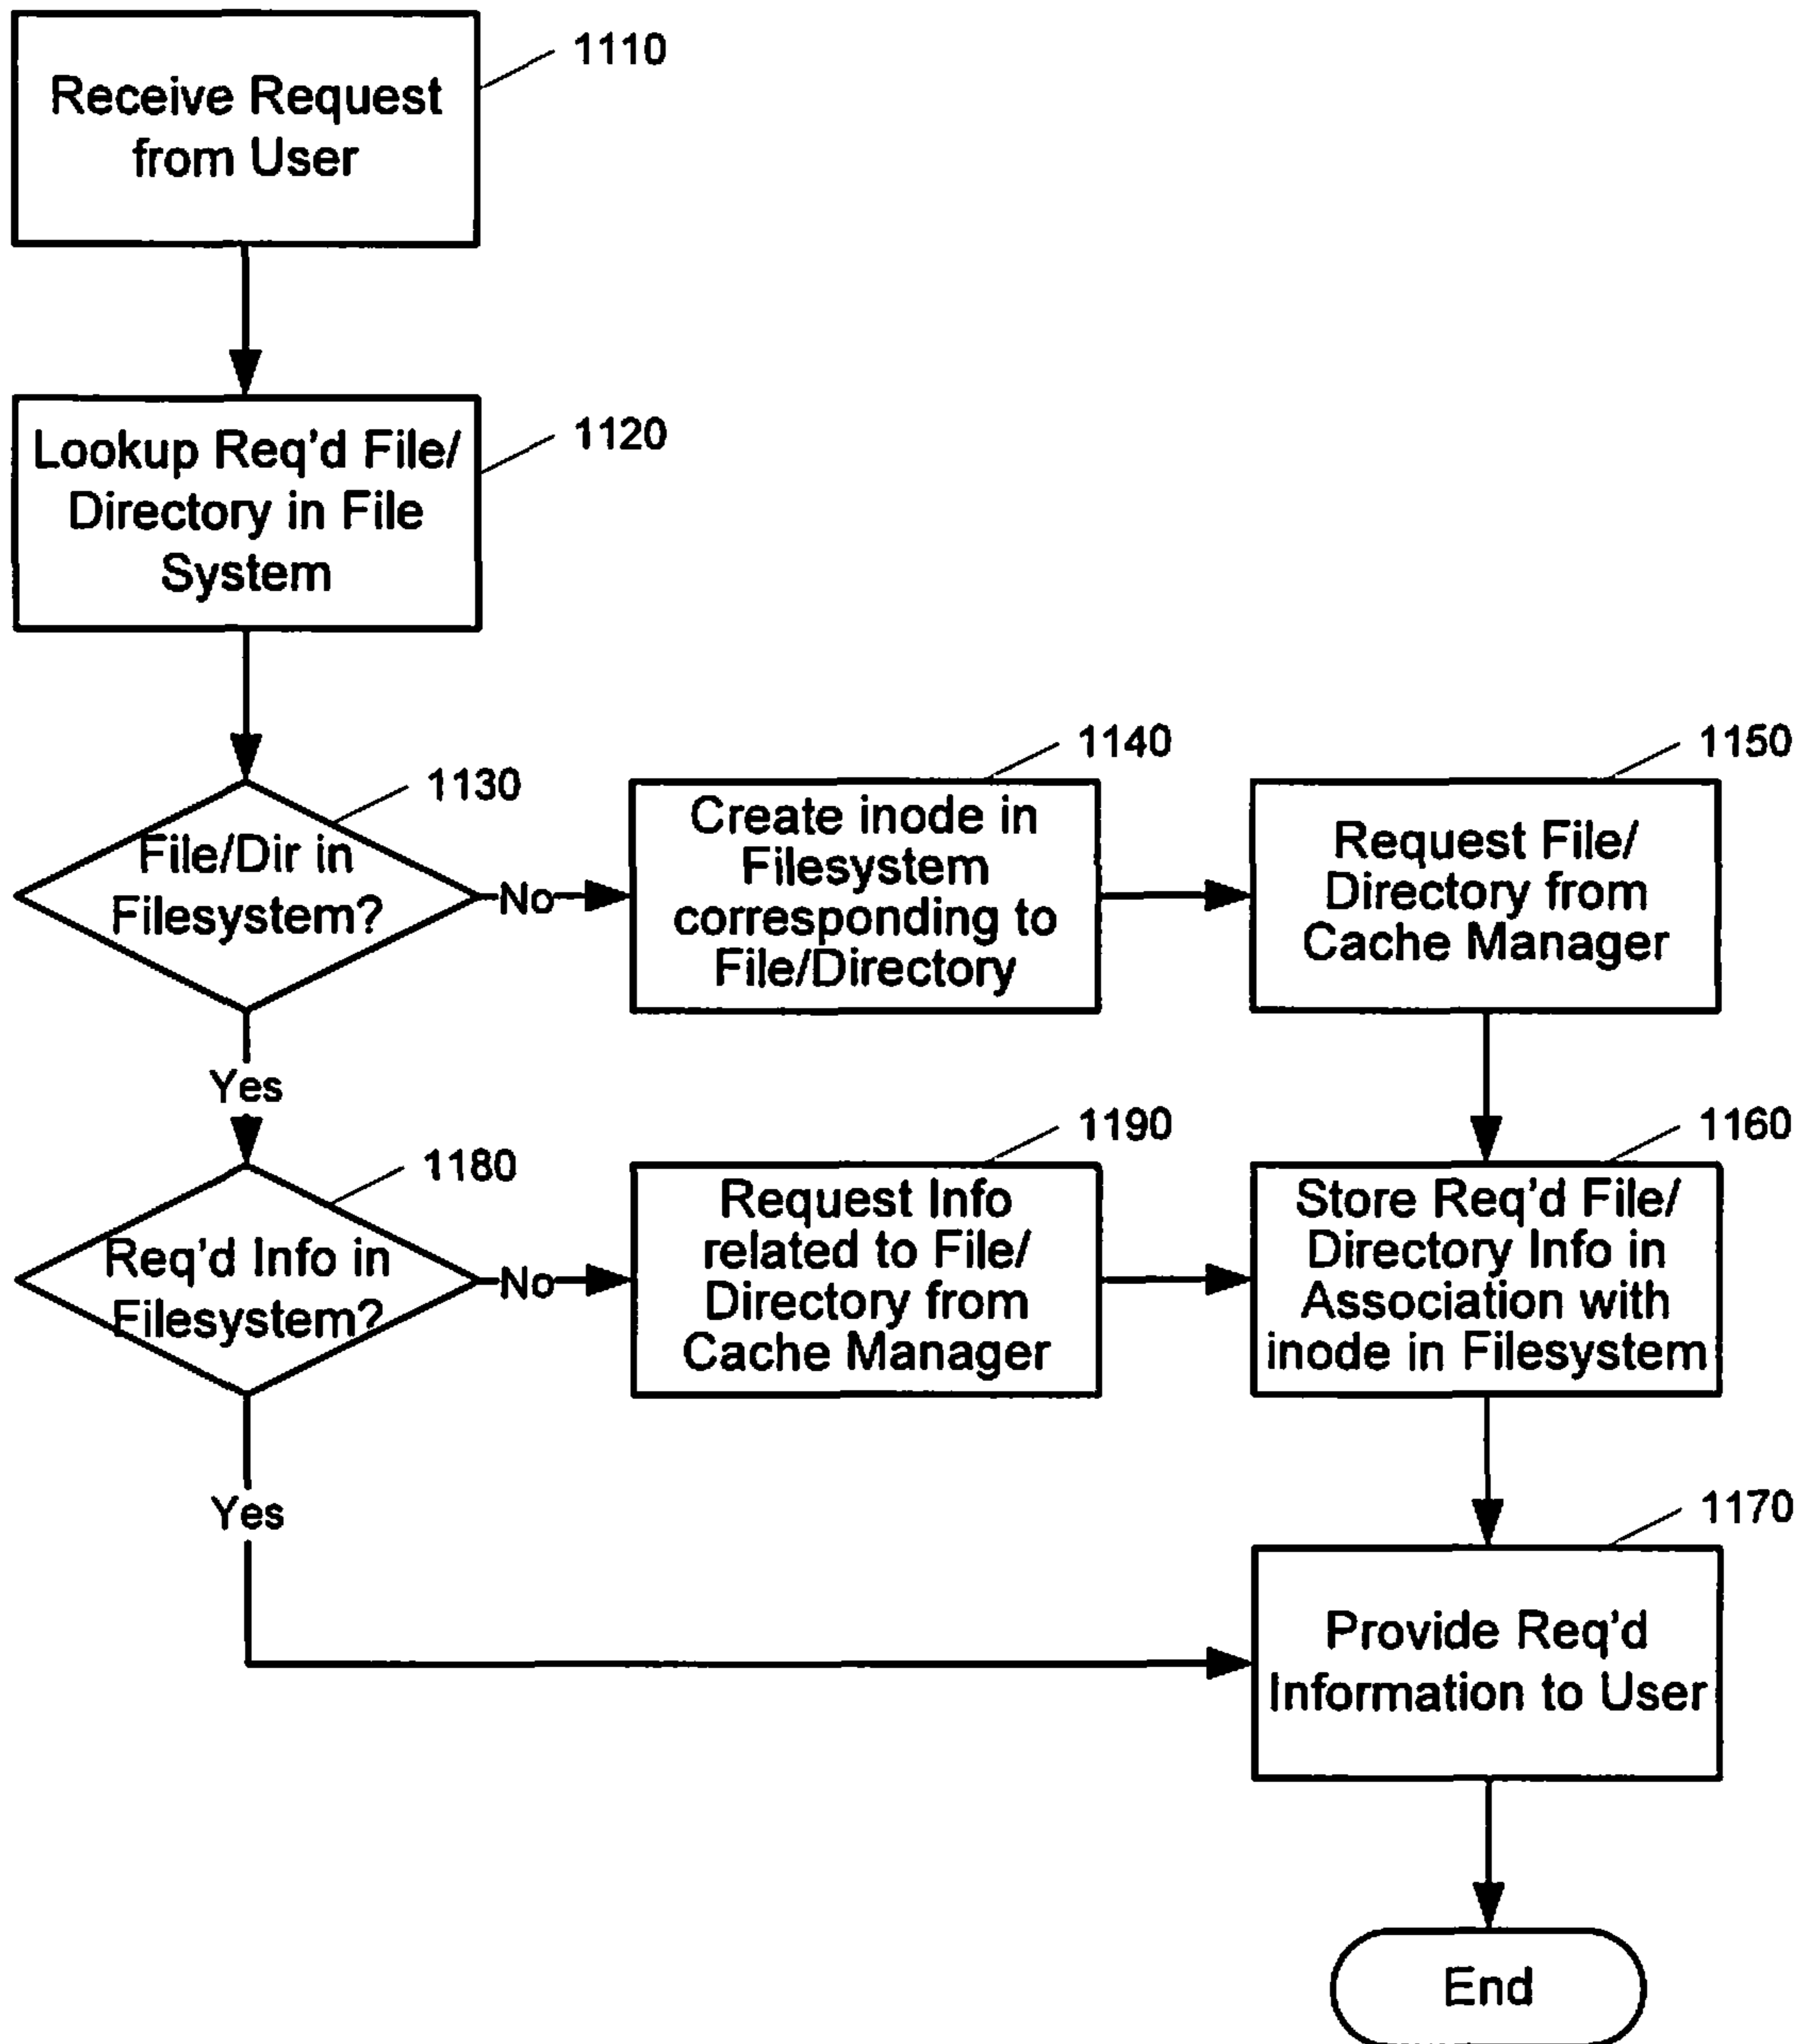 1110
Receive Request
from User
1120
Lookup Req'd File/
Directory in File
System
1130
File/Dir in
Filesystem?
No
1140
Create inode in
Filesystem
corresponding to
File/Directory
1150
Request File/
Directory from
Cache Manager
Yes
1180
Req'd Info in
Filesystem?
No
1190
Request Info
related to File/
Directory from
Cache Manager
1160
Store Req'd File/
Directory Info in
Association with
inode in Filesystem
Yes
1170
Provide Req'd
Information to User
End